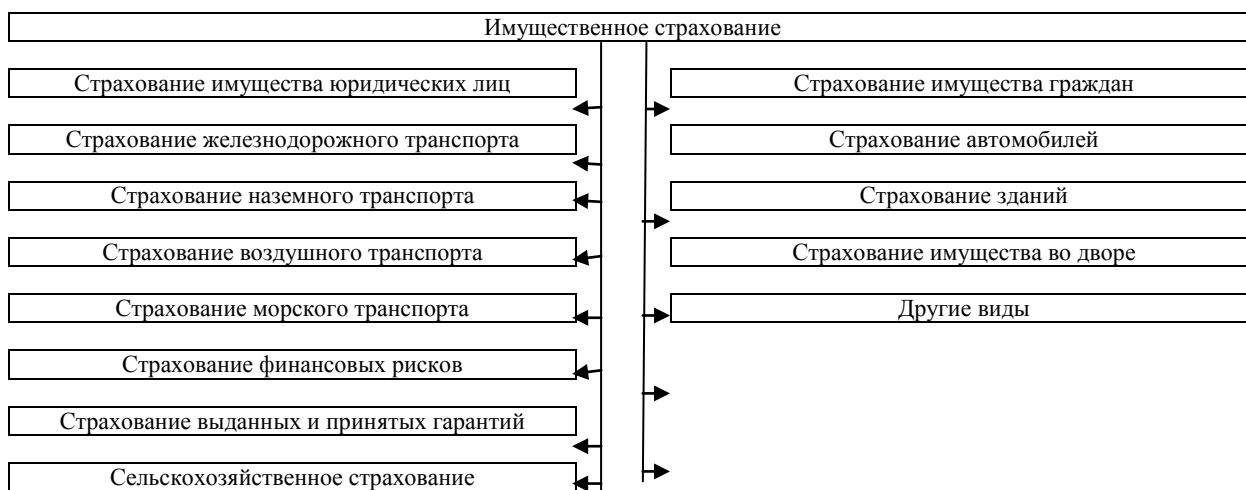 Имущественное страхование
Страхование имущества юридических лиц
Страхование имущества граждан
Страхование железнодорожного транспорта
Страхование автомобилей
Страхование наземного транспорта
Страхование зданий
Страхование воздушного транспорта
Страхование имущества во дворе
Страхование морского транспорта
Другие виды
Страхование финансовых рисков
Страхование выданных и принятых гарантий
Сельскохозяйственное страхование